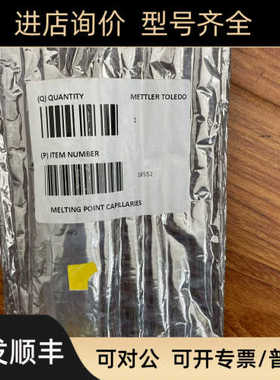 进店询价 型号齐全
(Q) QUANTITY METTLER TOLEDO
1
(P) ITEM NUMBER
18552
MELTING POINT CAPILLARIES
发顺丰
可对公 可开专票/普